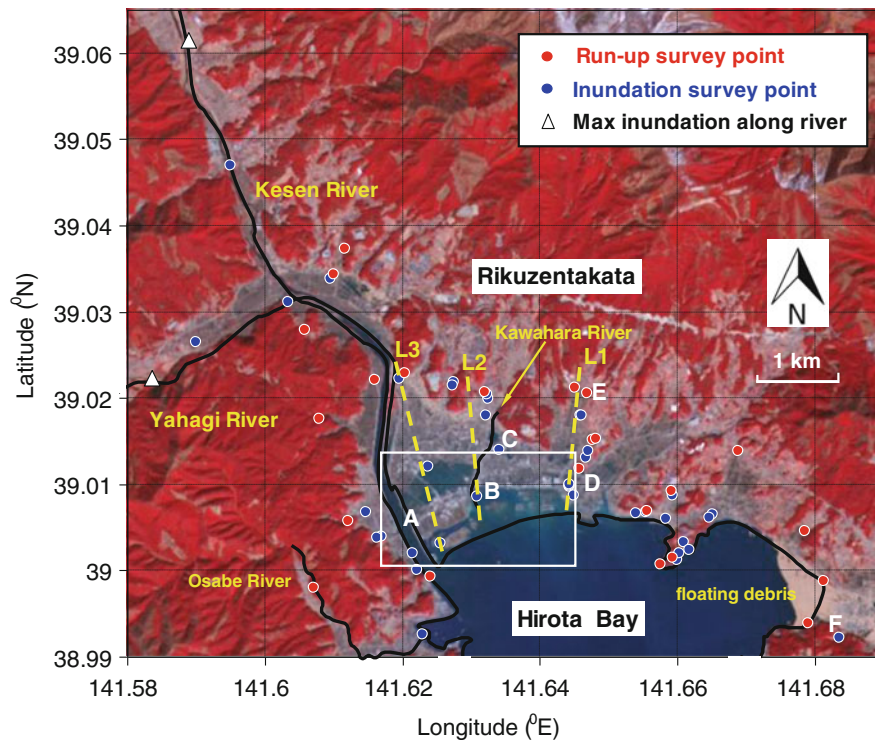 39.06
39.05
39.04
39.03
39.02
39.01
39
38.99
Latitude (⁰N)
141.58
141.6
141.62
141.64
141.66
141.68
Longitude (⁰E)
Run-up survey point
Inundation survey point
Max inundation along river
Kesen River
Rikuzentakata
N
1 km
Kawahara River
L3
L2
L1
E
Yahagi River
C
D
B
A
Osabe River
Hirota Bay
floating debris
F